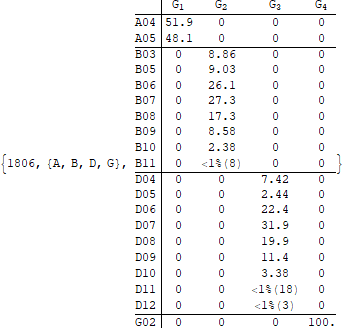 G1 G2 G3 G4
A04 51.9 0 0 0
A05 48.1 0 0 0
B03 0 8.86 0 0
B05 0 9.03 0 0
B06 0 26.1 0 0
B07 0 27.3 0 0
B08 0 17.3 0 0
B09 0 8.58 0 0
B10 0 2.38 0 0
{1806, {A, B, D, G}, B11 0 <1%(8) 0 0 }
D04 0 0 7.42 0
D05 0 0 2.44 0
D06 0 0 22.4 0
D07 0 0 31.9 0
D08 0 0 19.9 0
D09 0 0 11.4 0
D10 0 0 3.38 0
D11 0 0 <1%(18) 0
D12 0 0 <1%(3) 0
G02 0 0 0 100.